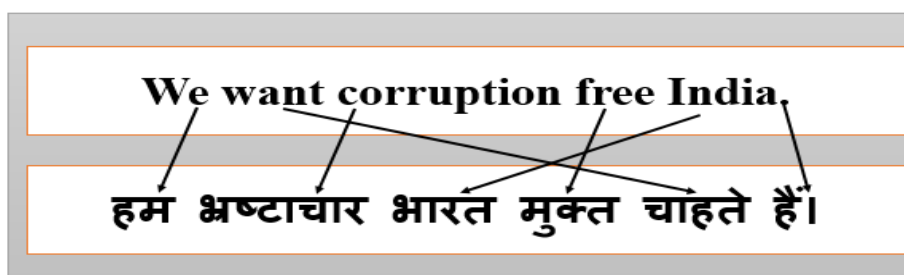 We want corruption free India.
हम भ्रष्टाचार भारत मुक्त चाहते हैं।